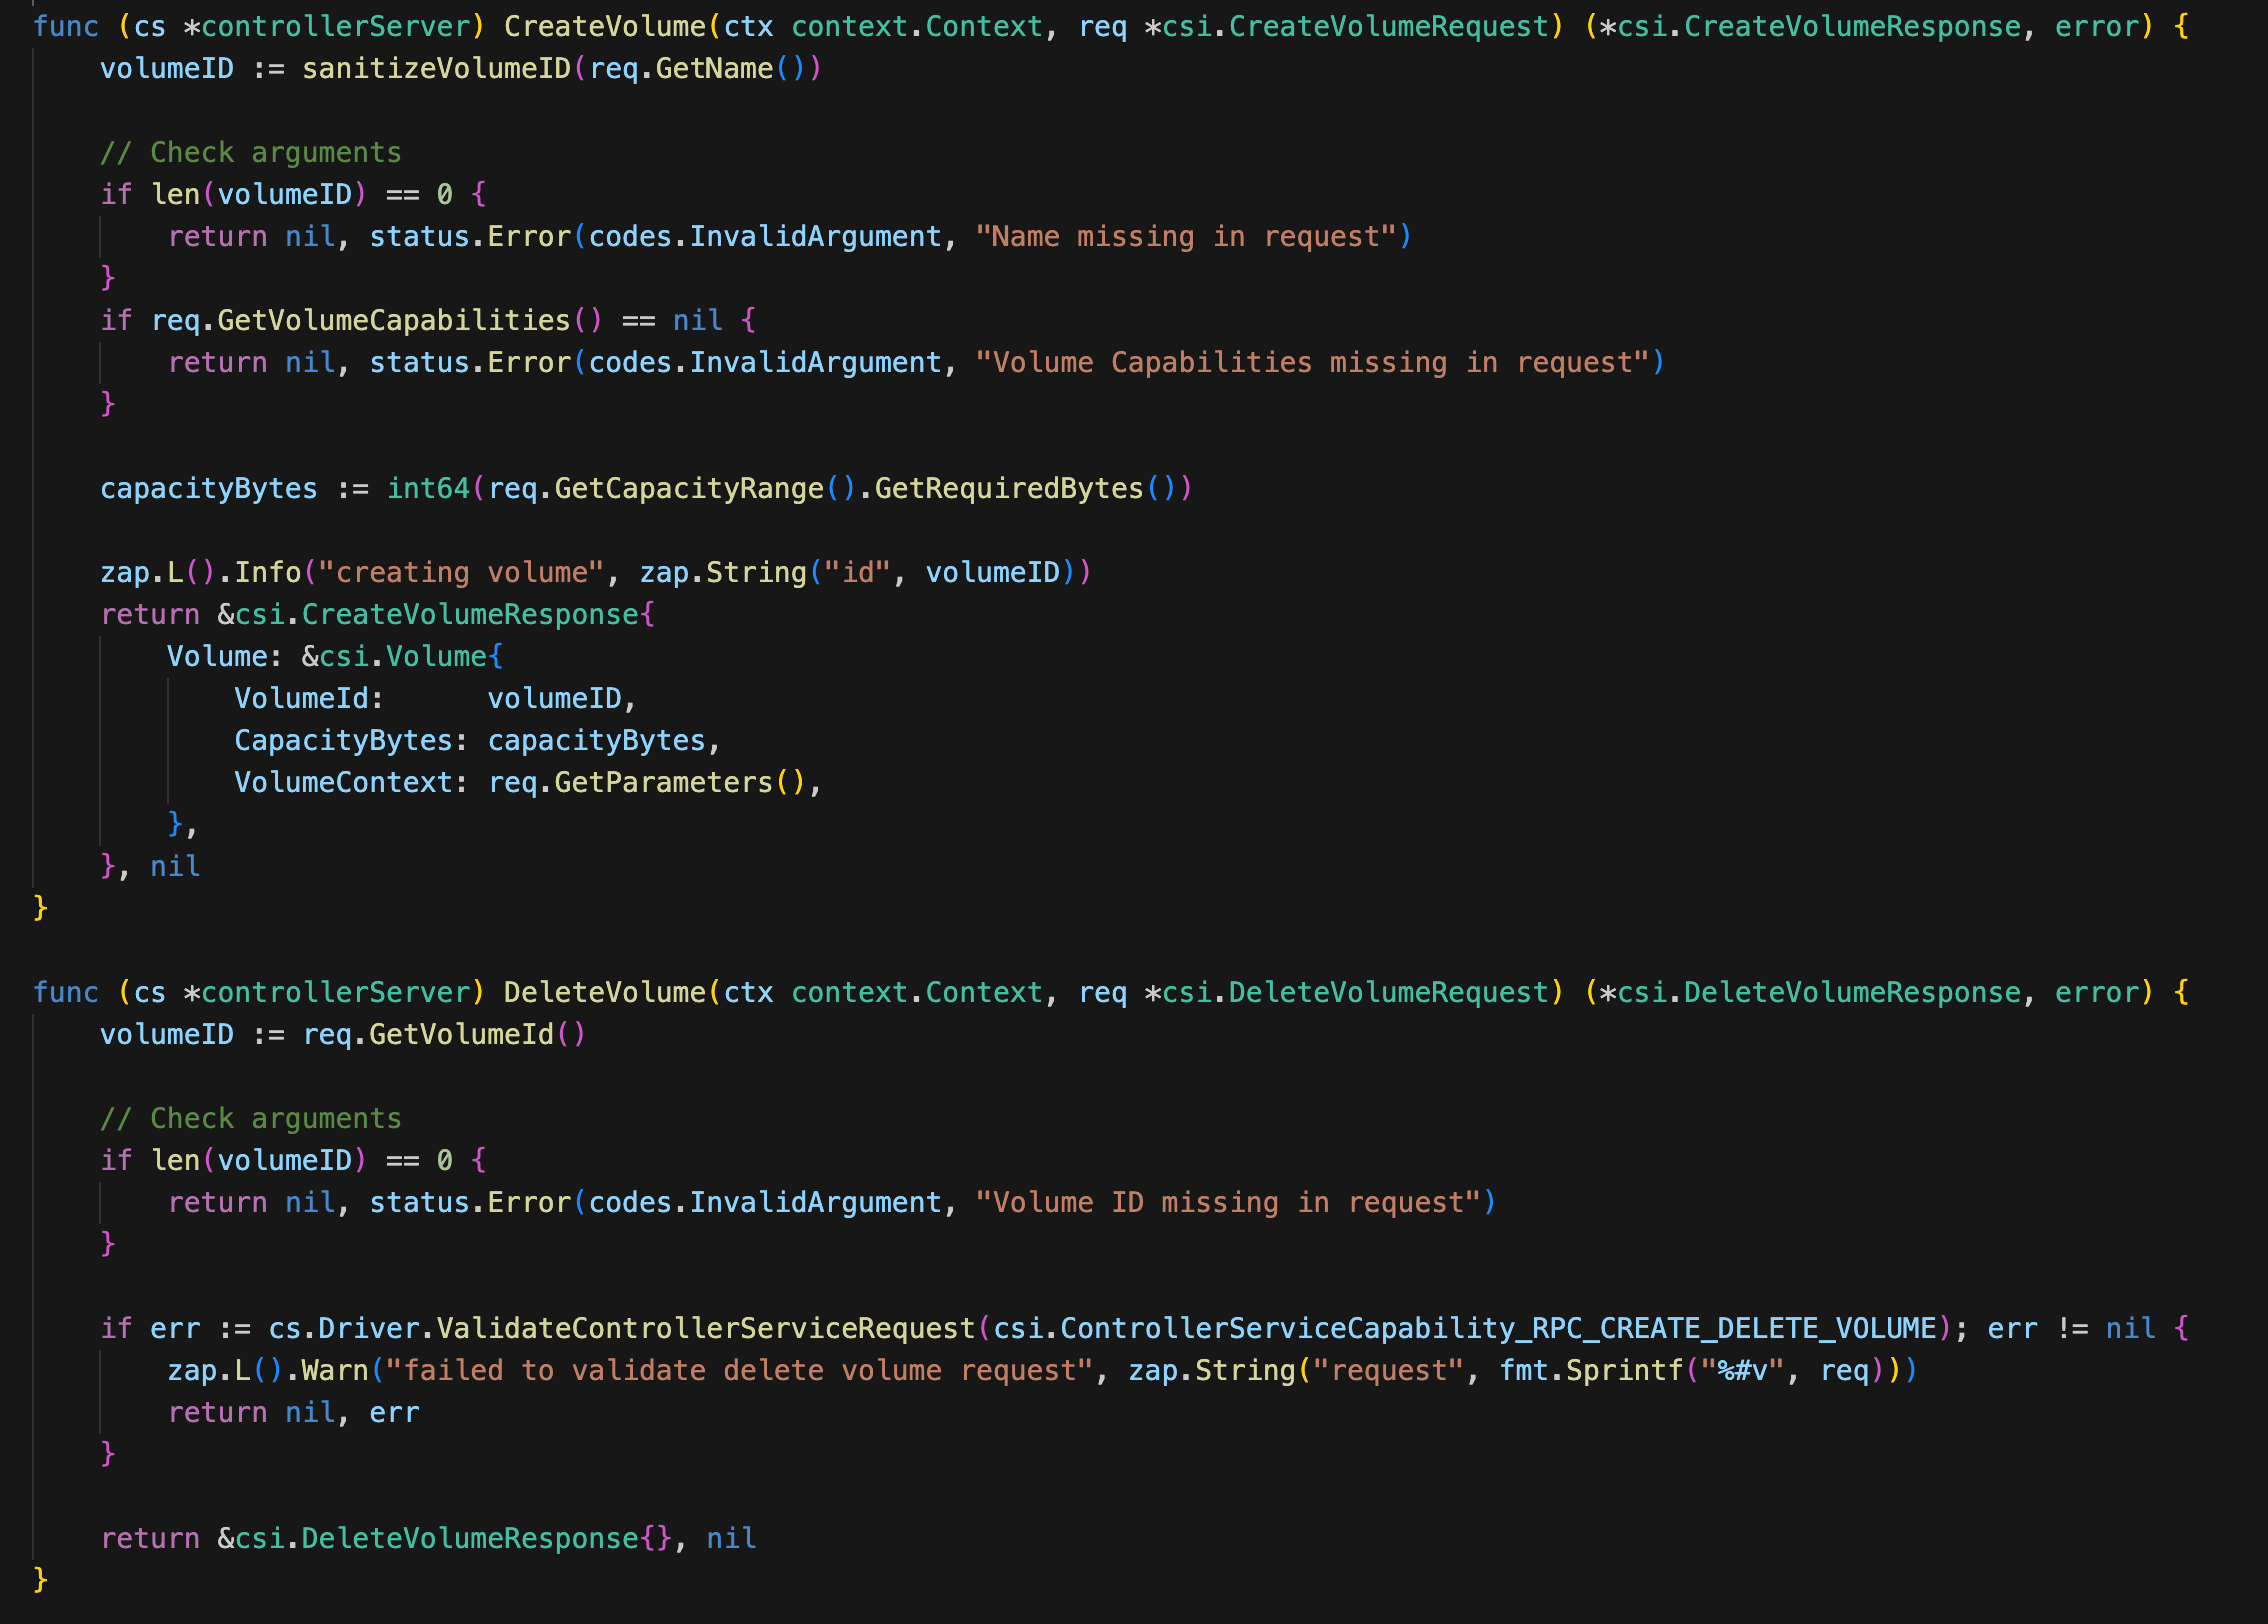 func (cs *controllerServer) CreateVolume(ctx context.Context, req *csi.CreateVolumeRequest) (*csi.CreateVolumeResponse, error) {
    volumeID := sanitizeVolumeID(req.GetName())

    // Check arguments
    if len(volumeID) == 0 {
        return nil, status.Error(codes.InvalidArgument, "Name missing in request")
    }
    if req.GetVolumeCapabilities() == nil {
        return nil, status.Error(codes.InvalidArgument, "Volume Capabilities missing in request")
    }

    capacityBytes := int64(req.GetCapacityRange().GetRequiredBytes())

    zap.L().Info("creating volume", zap.String("id", volumeID))
    return &csi.CreateVolumeResponse{
        Volume: &csi.Volume{
            VolumeId:      volumeID,
            CapacityBytes: capacityBytes,
            VolumeContext: req.GetParameters(),
        },
    }, nil
}

func (cs *controllerServer) DeleteVolume(ctx context.Context, req *csi.DeleteVolumeRequest) (*csi.DeleteVolumeResponse, error) {
    volumeID := req.GetVolumeId()

    // Check arguments
    if len(volumeID) == 0 {
        return nil, status.Error(codes.InvalidArgument, "Volume ID missing in request")
    }

    if err := cs.Driver.ValidateControllerServiceRequest(csi.ControllerServiceCapability_RPC_CREATE_DELETE_VOLUME); err != nil {
        zap.L().Warn("failed to validate delete volume request", zap.String("request", fmt.Sprintf("%#v", req)))
        return nil, err
    }

    return &csi.DeleteVolumeResponse{}, nil
}